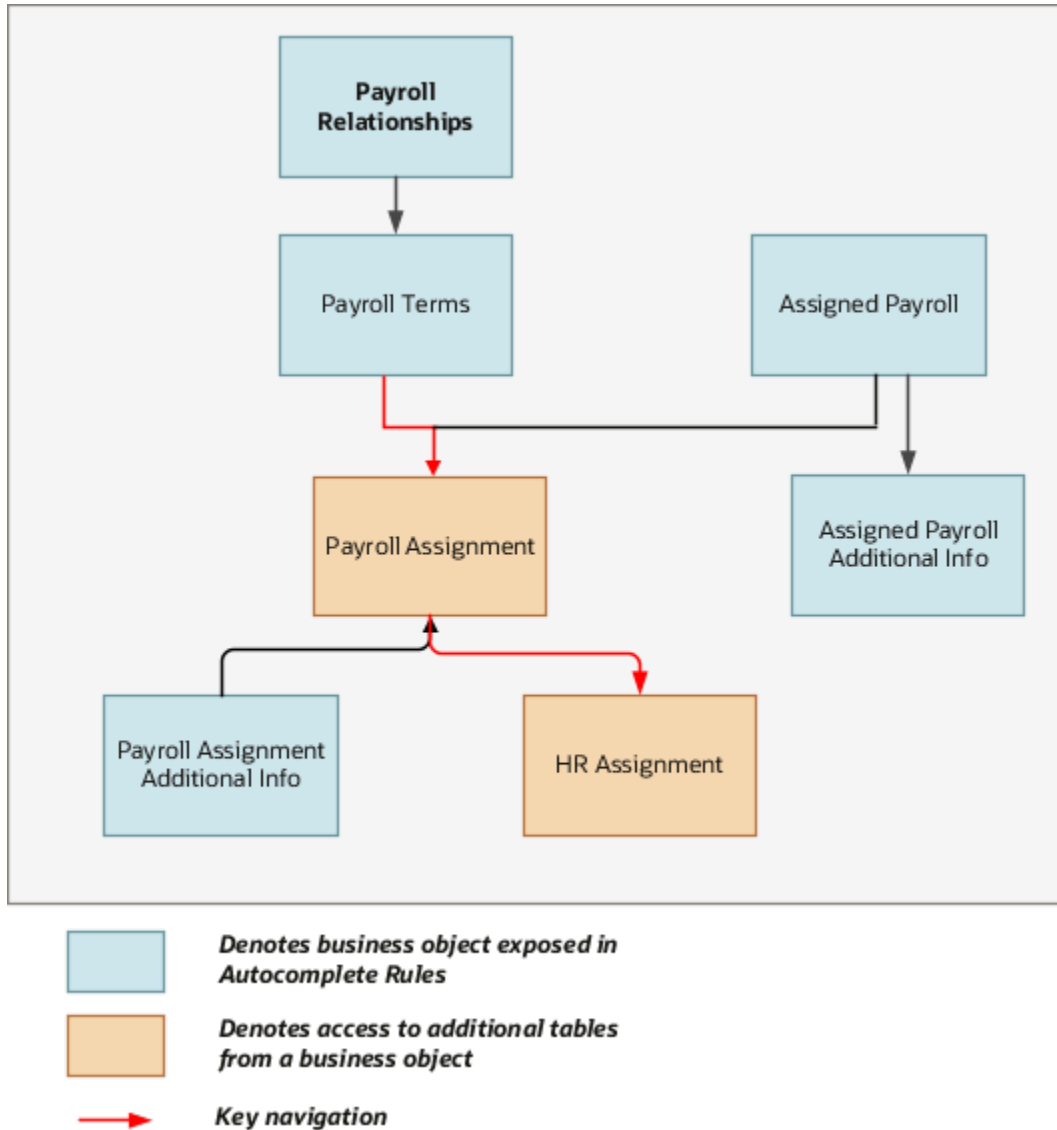 Payroll
Relationships
Payroll Terms
Assigned Payroll
Payroll Assignment
Assigned Payroll
Additional Info
Payroll Assignment
Additional Info
HR Assignment
Denotes business object exposed in
Autocomplete Rules
Denotes access to additional tables
from a business object
Key navigation